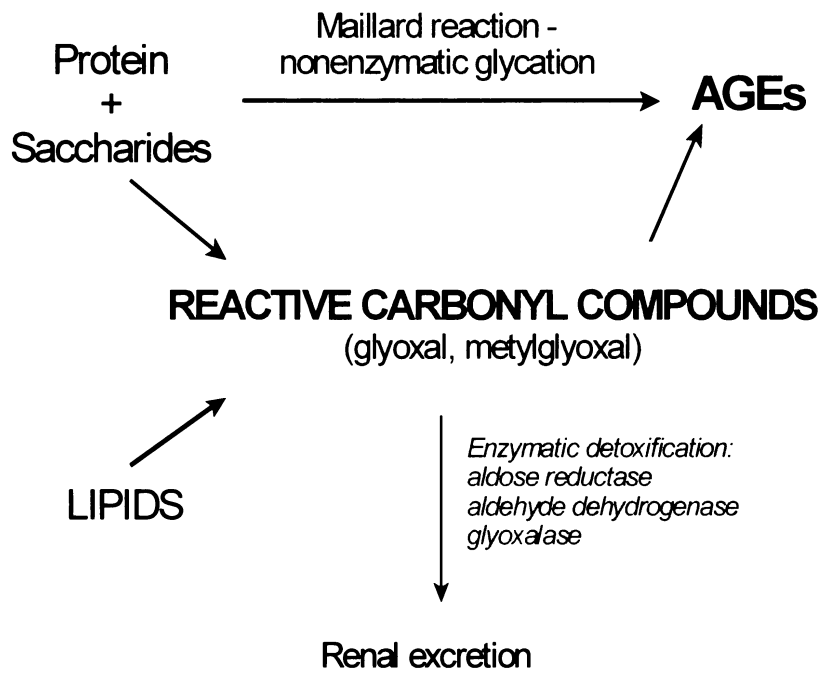 Maillard reaction -
nonenzymatic glycation
Protein
+
Saccharides
AGEs
REACTIVE CARBONYL COMPOUNDS
(glyoxal, metylglyoxal)
LIPIDS
Enzymatic detoxification:
aldose reductase
aldehyde dehydrogenase
glyoxalase
Renal excretion